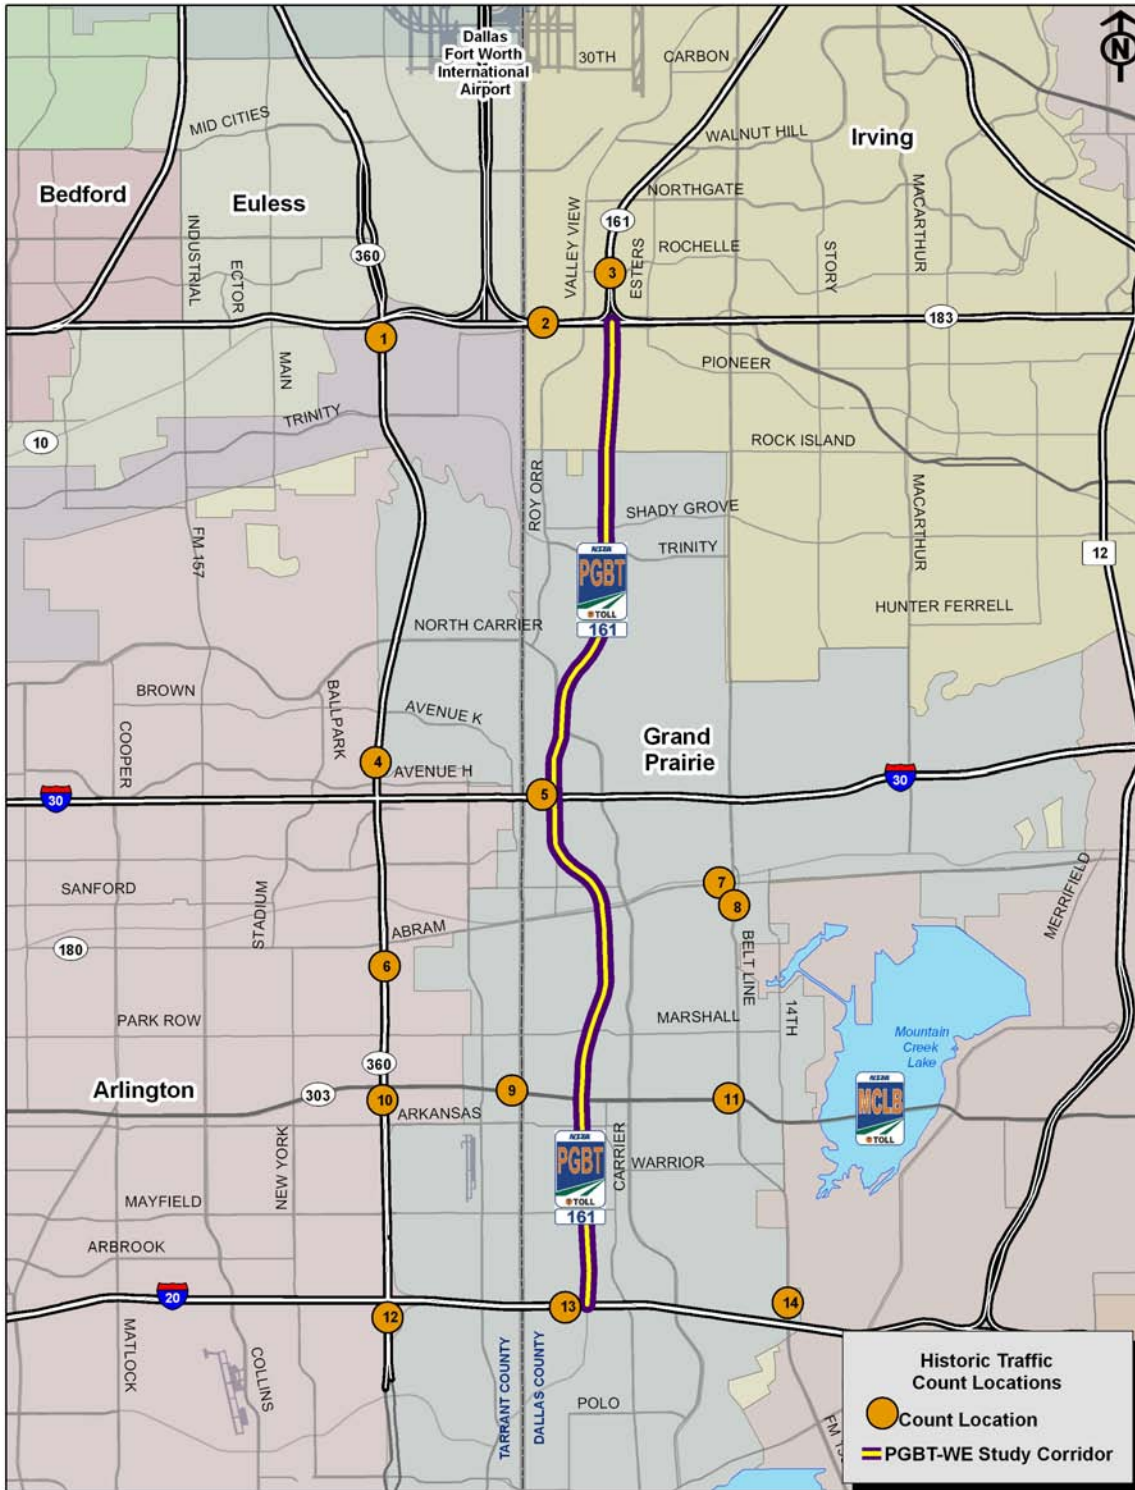 Dallas
Fort Worth
International
Airport
30TH
CARBON
N
MID CITIES
WALNUT HILL
Irving
Bedford
Euless
NORTHGATE
161
VALLEY VIEW
ESTERS
ROCHELLE
STORY
MACARTHUR
INDUSTRIAL
ECTOR
360
3
2
183
1
MAIN
PIONEER
TRINITY
10
ROCK ISLAND
ROY ORR
SHADY GROVE
TRINITY
MACARTHUR
FM 157
12
PGBT
TOLL
161
HUNTER FERRELL
NORTH CARRIER
BROWN
BALLPARK
AVENUE K
COOPER
Grand
Prairie
4
AVENUE H
30
5
30
SANFORD
STADIUM
7
8
MERRIFIELD
ABRAM
180
BELT LINE
6
PARK ROW
MARSHALL
14TH
Mountain
Creek
Lake
360
Arlington
303
9
10
11
ARKANSAS
MCLB
TOLL
NEW YORK
PGBT
TOLL
161
CARRIER
WARRIOR
MAYFIELD
ARBROOK
20
12
13
14
MATLOCK
COLLINS
TARRANT COUNTY
DALLAS COUNTY
POLO
Historic Traffic
Count Locations
Count Location
PGBT-WE Study Corridor